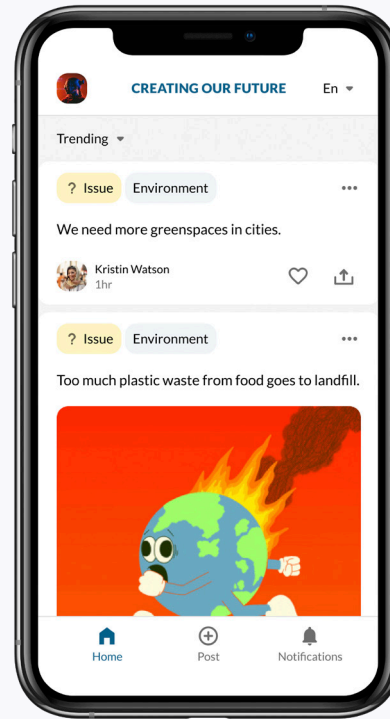 CREATING OUR FUTURE
En
Trending
? Issue
Environment
We need more greenspaces in cities.
Kristin Watson
1hr
? Issue
Environment
Too much plastic waste from food goes to landfill.
Home
Post
Notifications